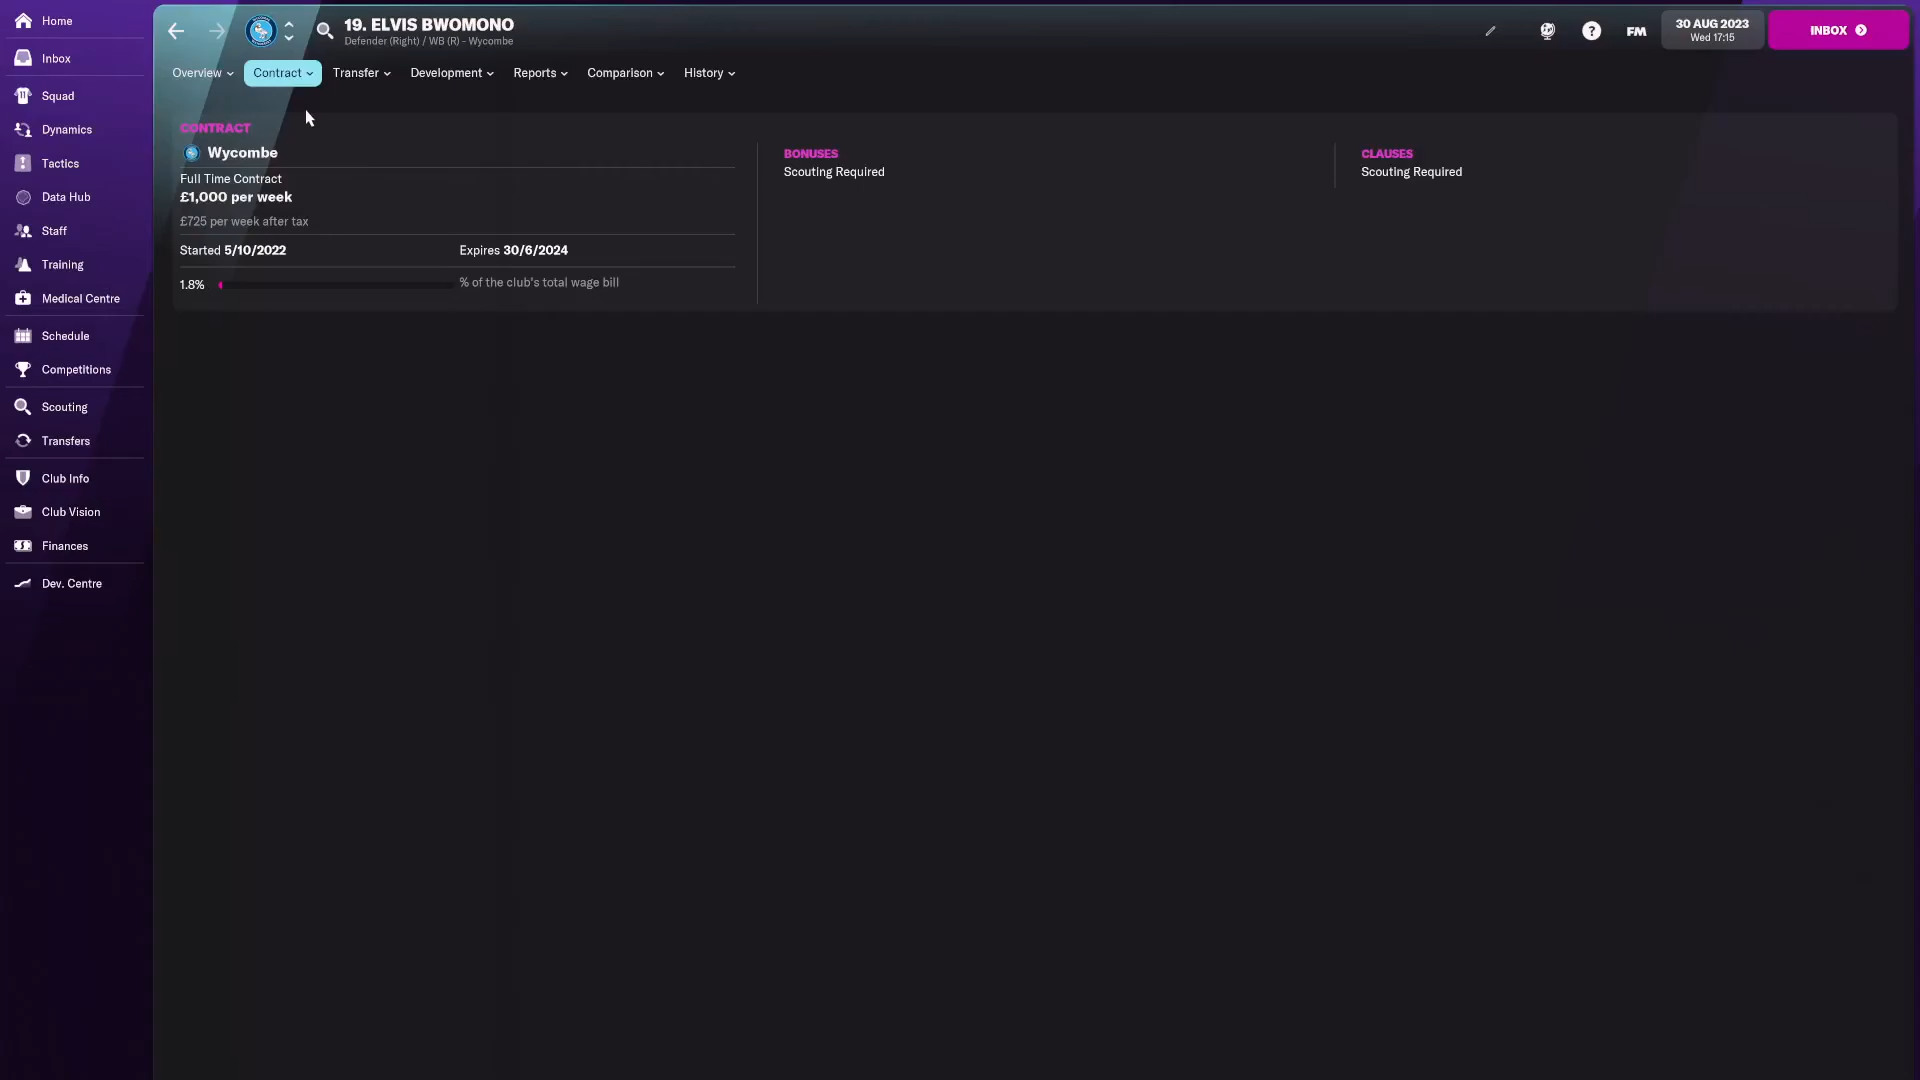 Home
Inbox
Squad
Dynamics
Tactics
Data Hub
Staff
Training
Medical Centre
Schedule
Competitions
Scouting
Transfers
Club Info
Club Vision
Finances
Dev. Centre
19. ELVIS BWOMONO
Defender (Right) / WB (R) - Wycombe
FM
30 AUG 2023
Wed 17:15
INBOX
Overview
Contract
Transfer
Development
Reports
Comparison
History
CONTRACT
Wycombe
Full Time Contract
£1,000 per week
£725 per week after tax
Started 5/10/2022
Expires 30/6/2024
1.8%
% of the club's total wage bill
BONUSES
Scouting Required
CLAUSES
Scouting Required